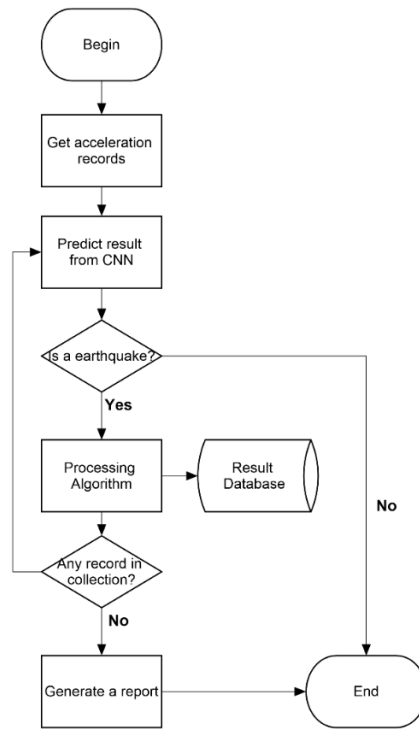 Begin
Get acceleration
records
Predict result
from CNN
Is a earthquake?
Yes
Processing
Algorithm
Result
Database
No
Any record in
collection?
No
Generate a report
End